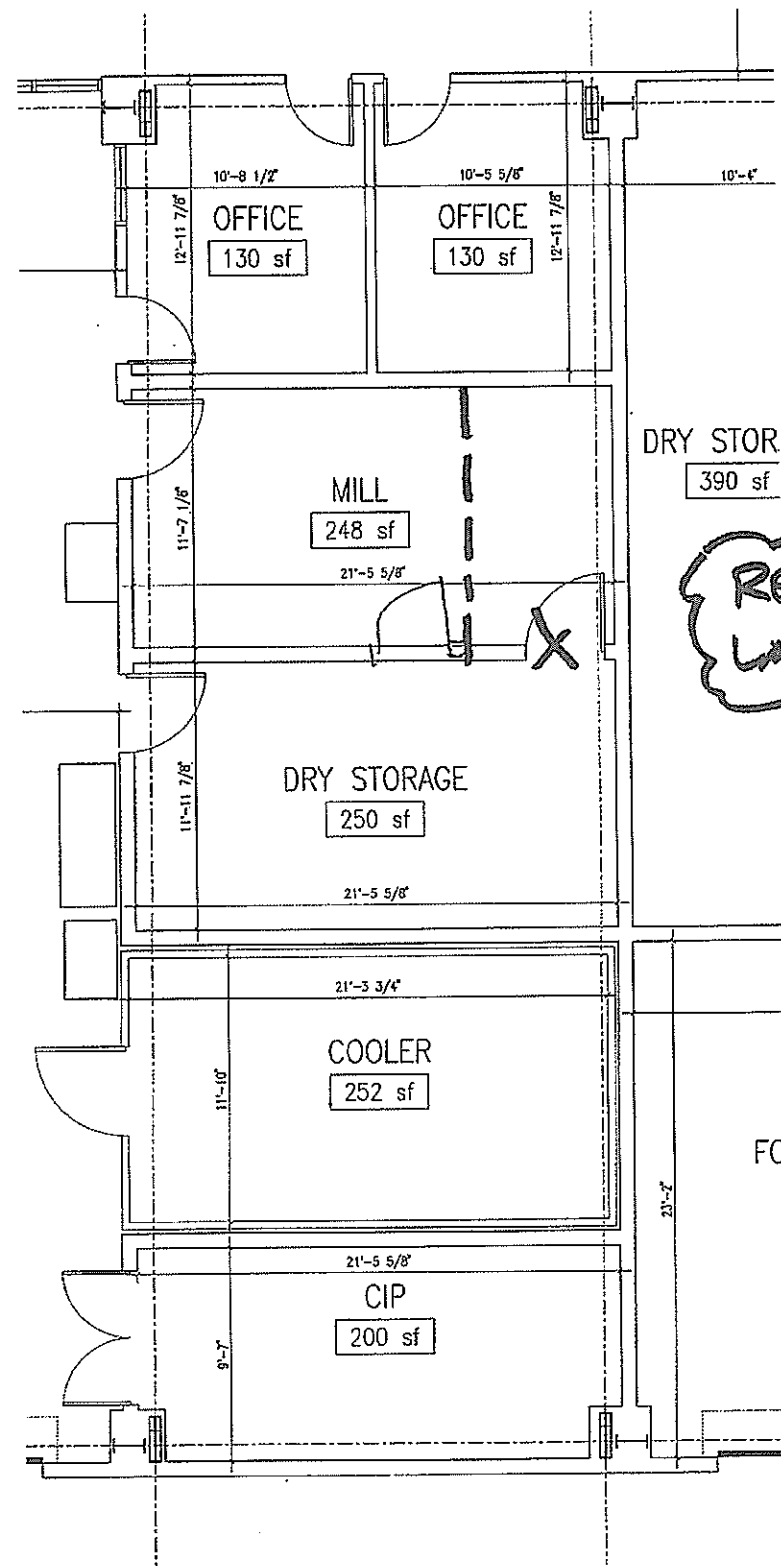 10'-8 1/2"
10'-5 5/8"
10'-4"
OFFICE
130 sf
OFFICE
130 sf
12'-11 7/8"
12'-11 7/8"
DRY STOR
390 sf
MILL
248 sf
11'-7 1/8"
21'-5 5/8"
DRY STORAGE
250 sf
11'-11 7/8"
21'-5 5/8"
21'-3 3/4"
COOLER
252 sf
11'-10"
FO
23'-2"
21'-5 5/8"
CIP
200 sf
9'-7"